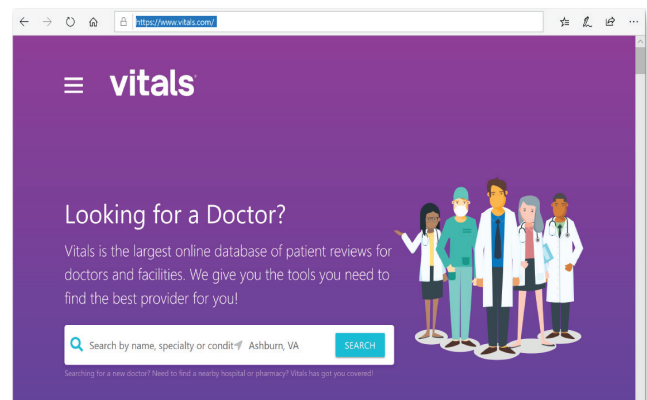 https://www.vitals.com/
vitals
Looking for a Doctor?
Vitals is the largest online database of patient reviews for
doctors and facilities. We give you the tools you need to
find the best provider for you!
Search by name, specialty or condit Ashburn, VA SEARCH
Searching for a new doctor? Need to find a nearby hospital or pharmacy? Vitals has got you covered!